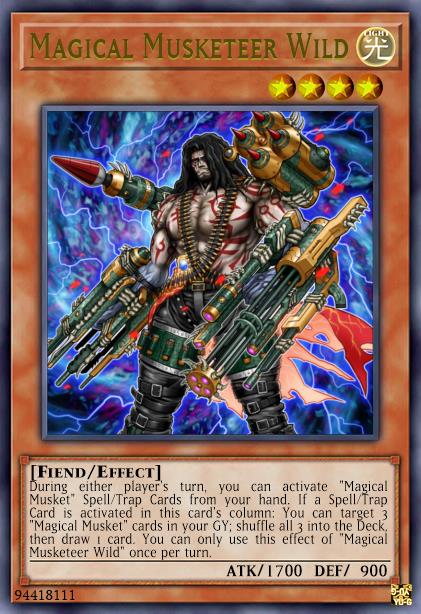 MAGICAL MUSKETEER WILD
LIGHT
光
[FIEND/EFFECT]
During either player's turn, you can activate "Magical
Musket" Spell/Trap Cards from your hand. If a Spell/Trap
Card is activated in this card's column: You can target 3
"Magical Musket" cards in your GY; shuffle all 3 into the Deck,
then draw 1 card. You can only use this effect of "Magical
Musketeer Wild" once per turn.
ATK/1700 DEF/ 900
94418111